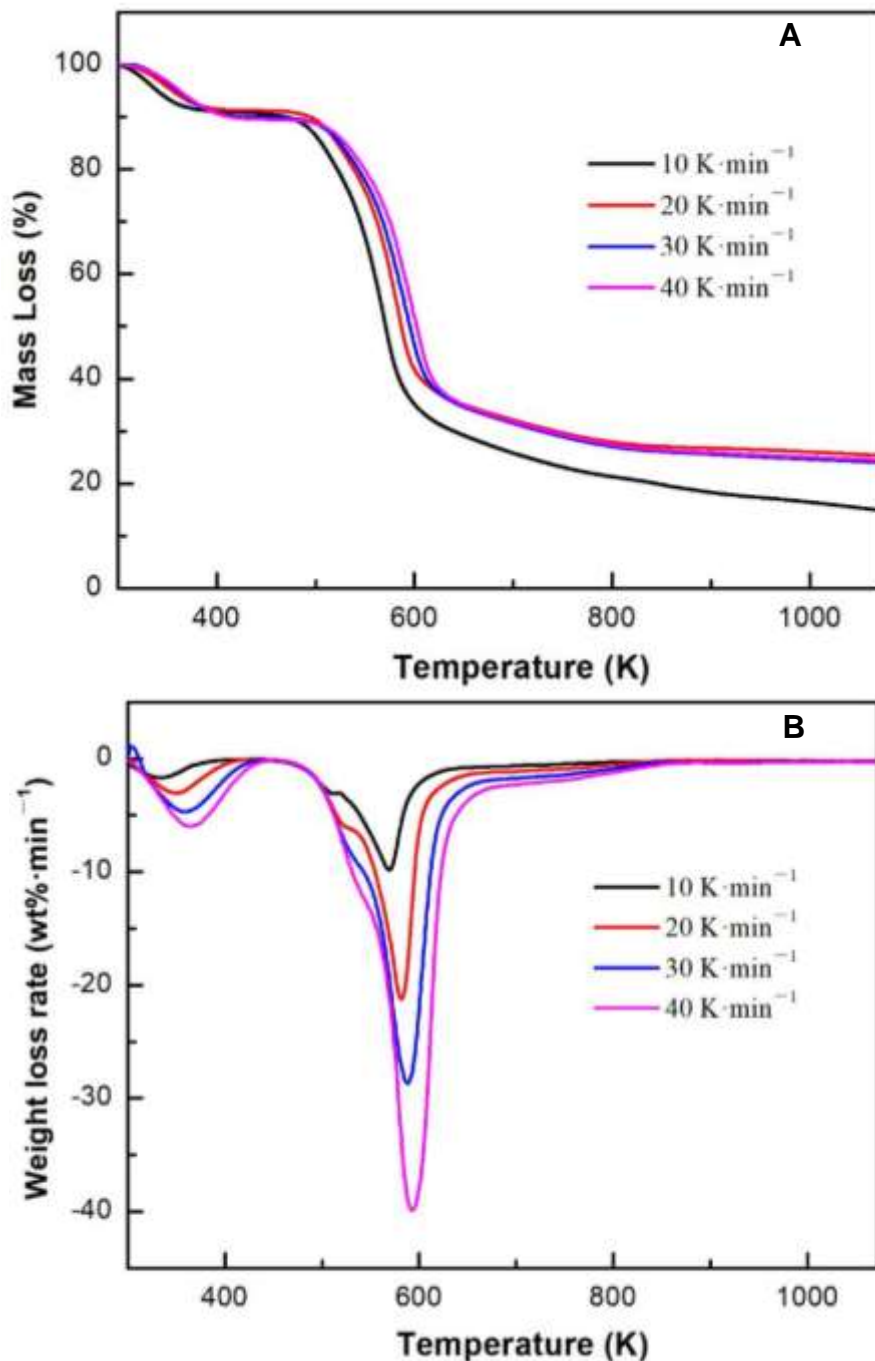 A
100
80
60
40
20
0
Mass Loss (%)
10 K·min⁻¹
20 K·min⁻¹
30 K·min⁻¹
40 K·min⁻¹
400
600
800
1000
Temperature (K)
B
0
-10
-20
-30
-40
Weight loss rate (wt%·min⁻¹)
10 K·min⁻¹
20 K·min⁻¹
30 K·min⁻¹
40 K·min⁻¹
400
600
800
1000
Temperature (K)